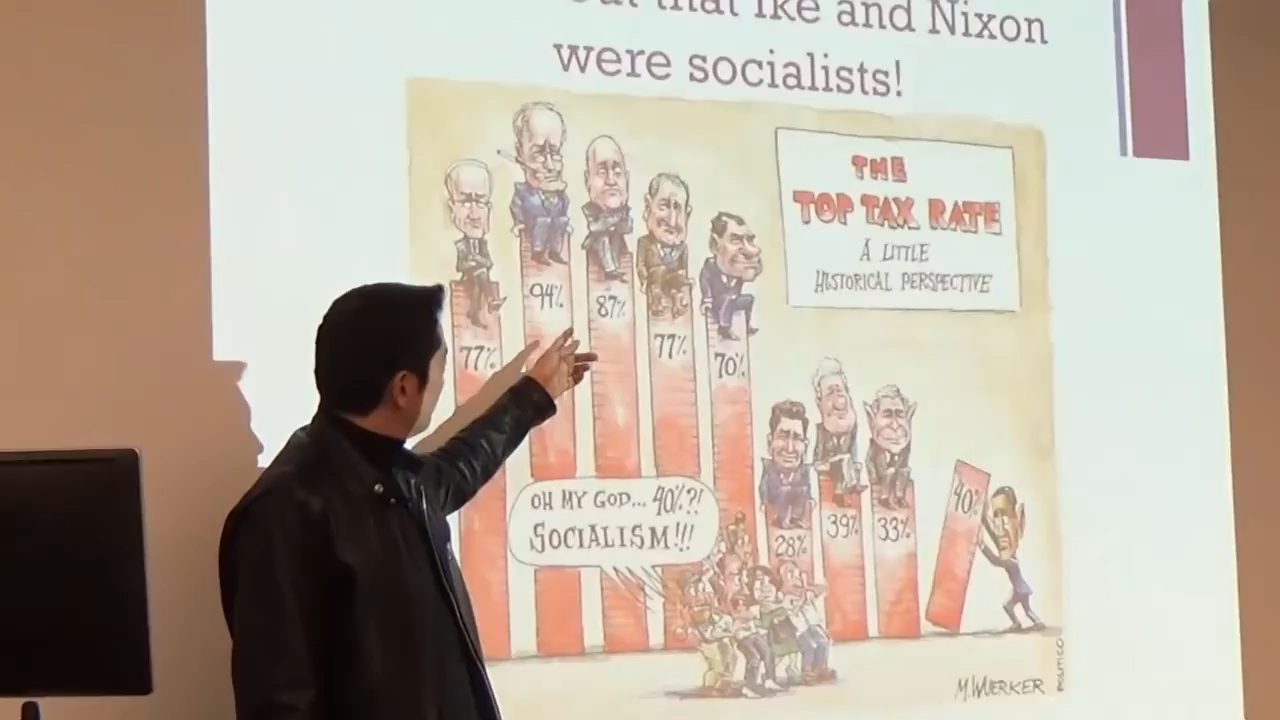 that Ike and Nixon
were socialists!
THE
TOP TAX RATE
A LITTLE
HISTORICAL PERSPECTIVE
77%
94%
87%
77%
70%
28%
39%
33%
40%
OH MY GOD... 40%?!
SOCIALISM!!!
M.WUERKER
POLITICO